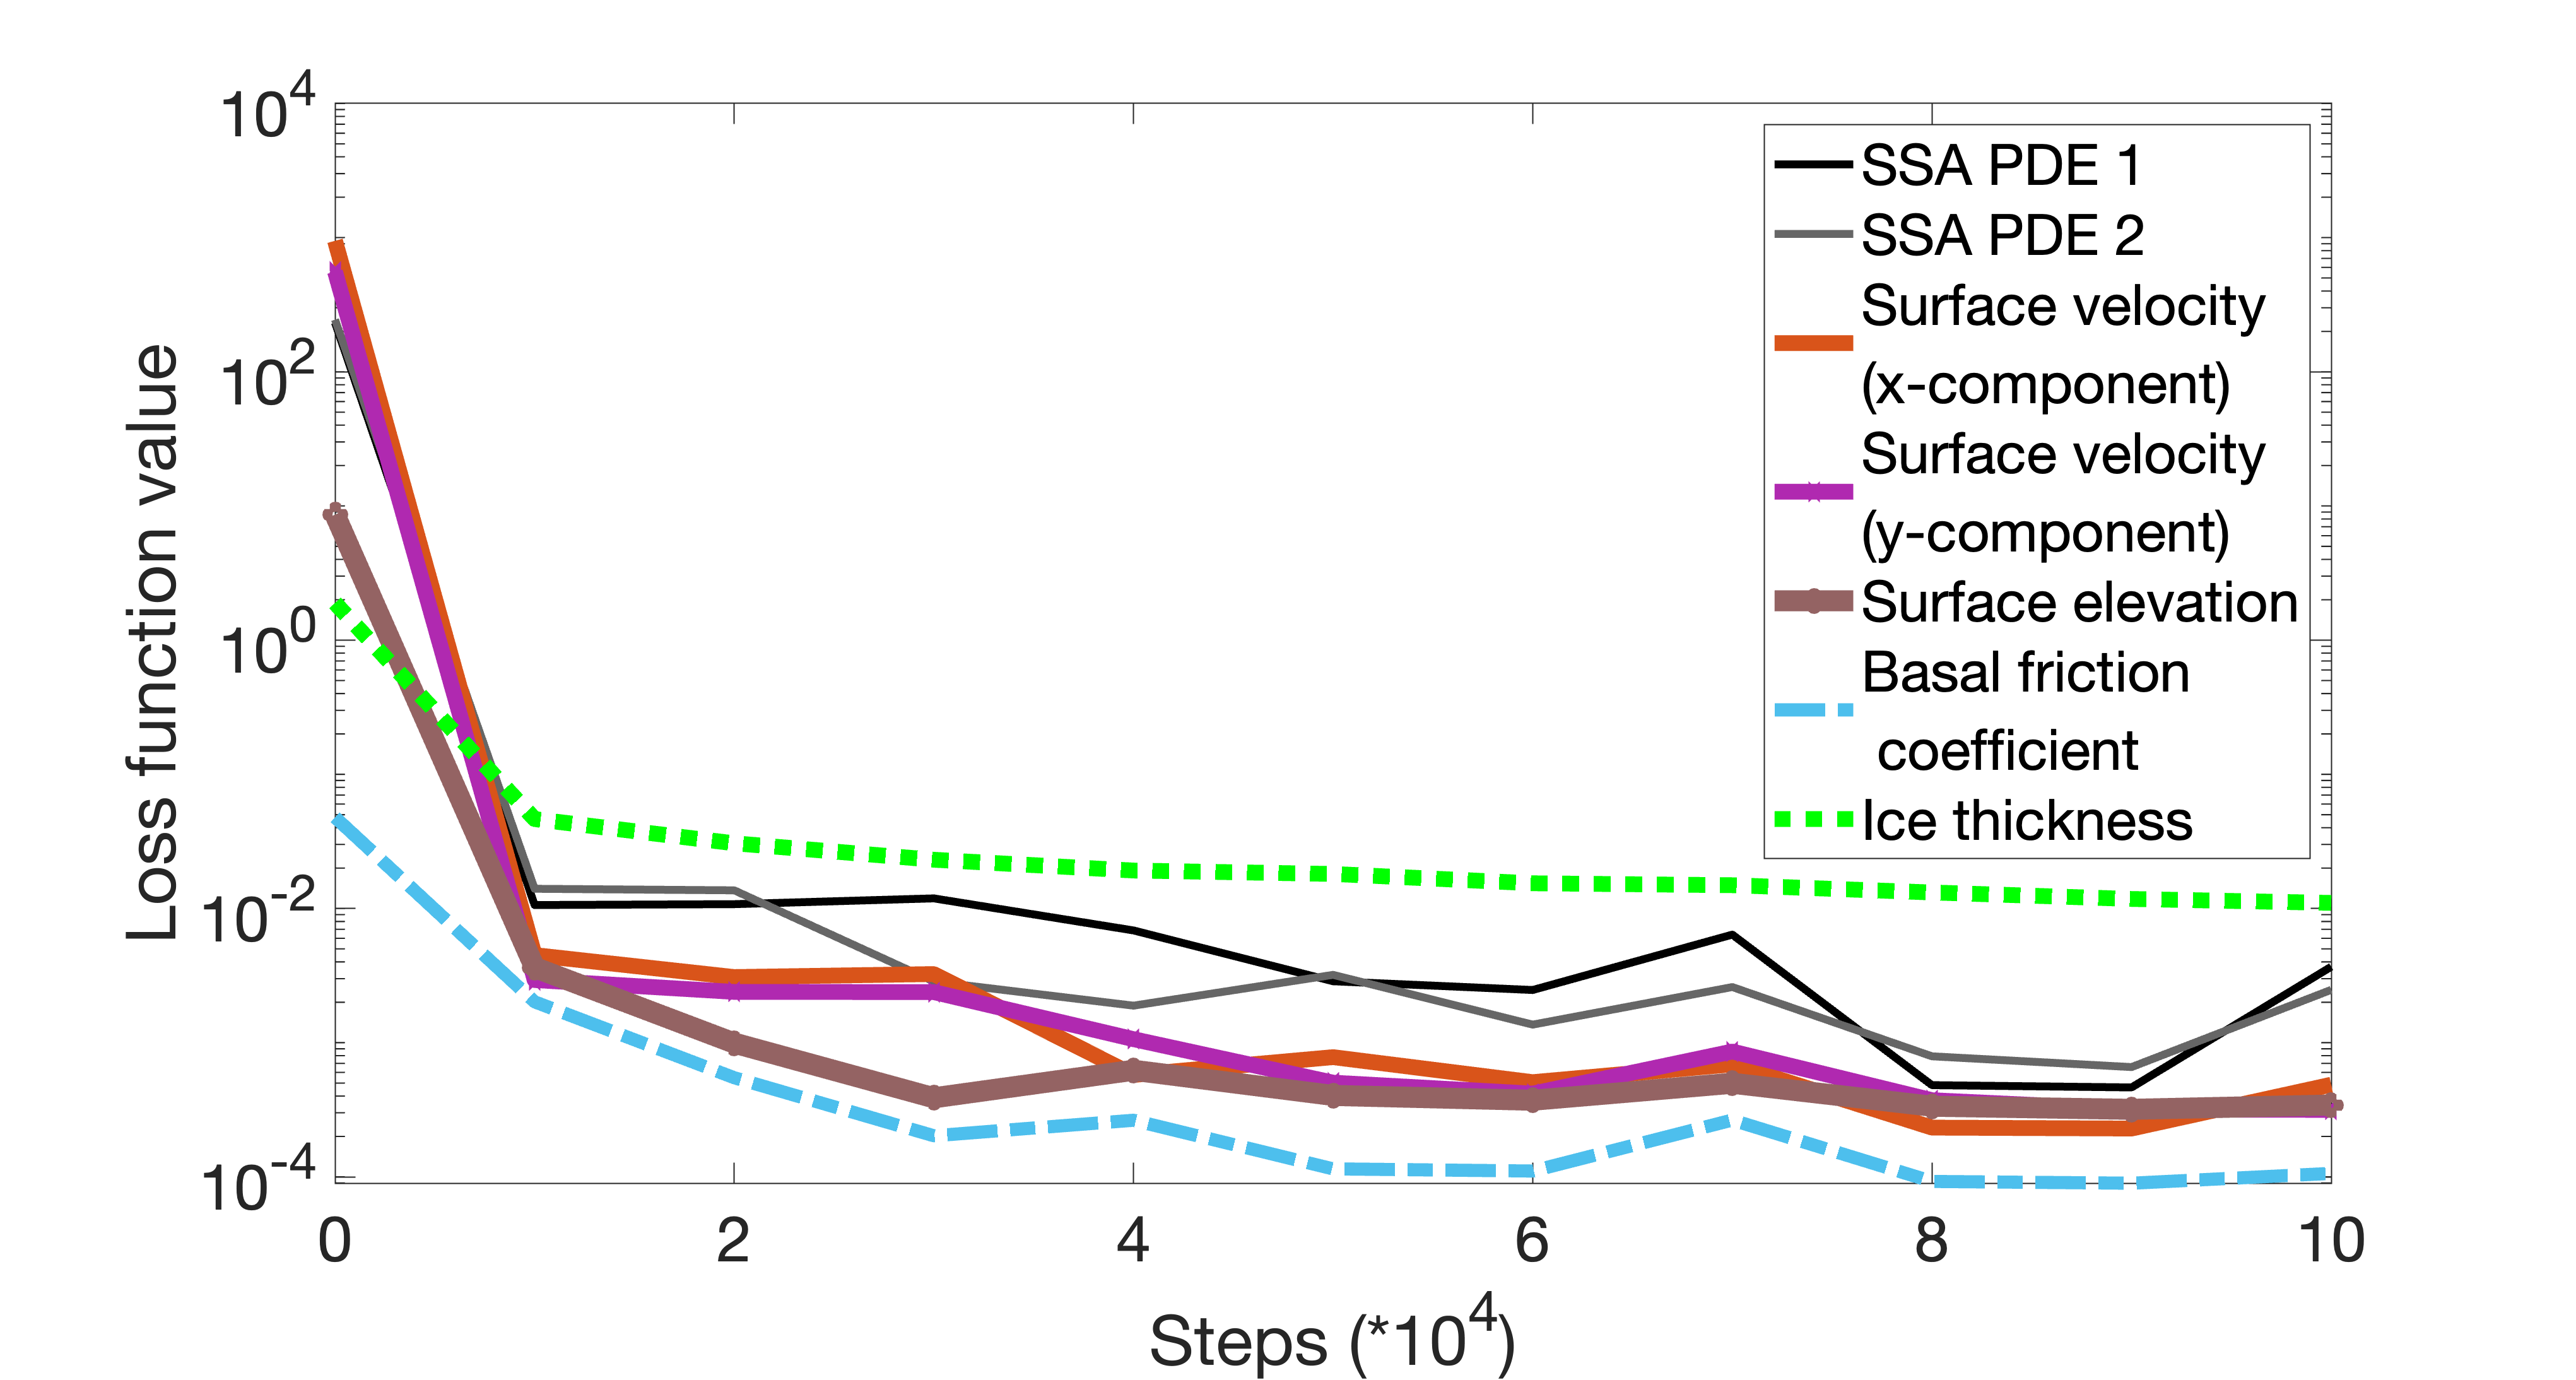 10^4
10^2
10^0
10^-2
10^-4
Loss function value
0 2 4 6 8 10
Steps (*10^4)
SSA PDE 1
SSA PDE 2
Surface velocity
(x-component)
Surface velocity
(y-component)
Surface elevation
Basal friction
coefficient
Ice thickness